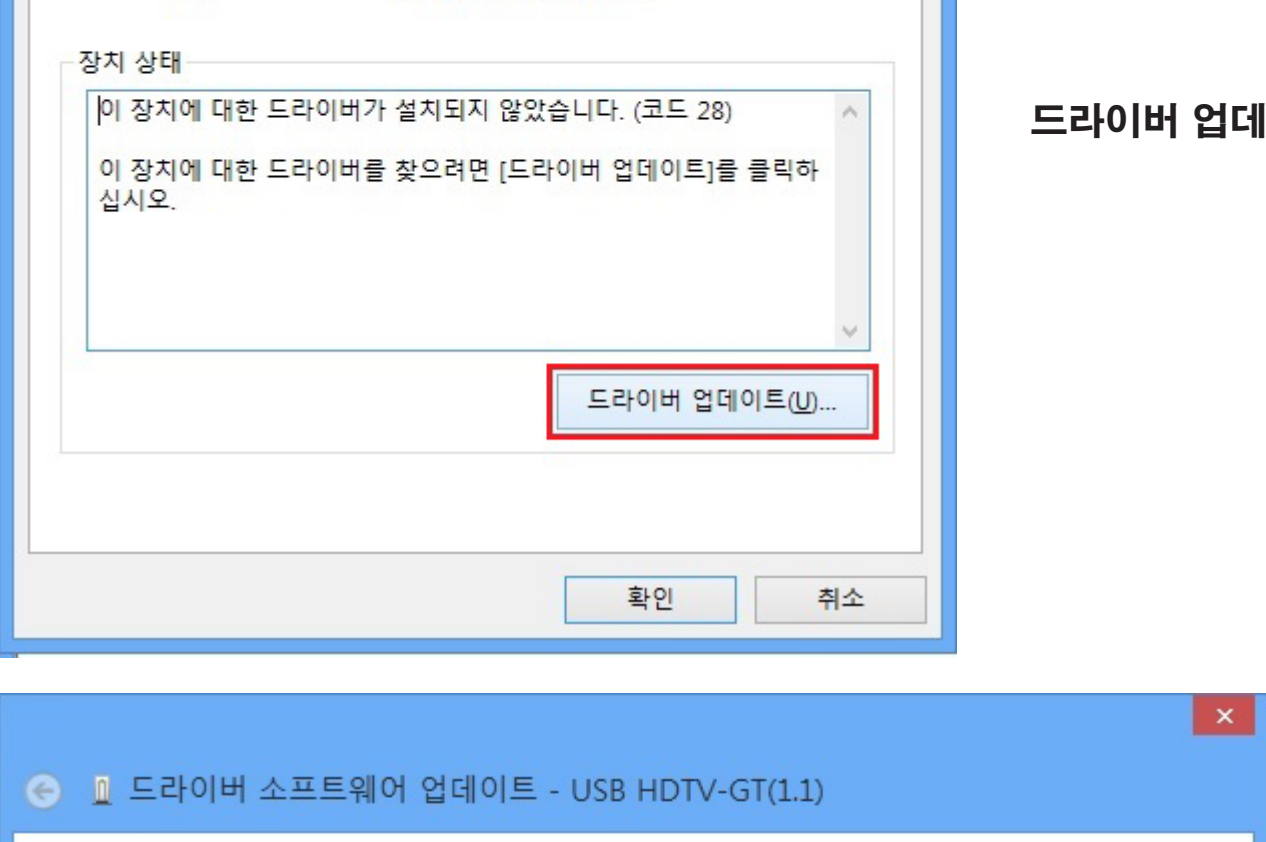 장치 상태
이 장치에 대한 드라이버가 설치되지 않았습니다. (코드 28)
이 장치에 대한 드라이버를 찾으려면 [드라이버 업데이트]를 클릭하
십시오.
드라이버 업데이트(U)...
확인 취소
드라이버 업데
드라이버 소프트웨어 업데이트 - USB HDTV-GT(1.1)